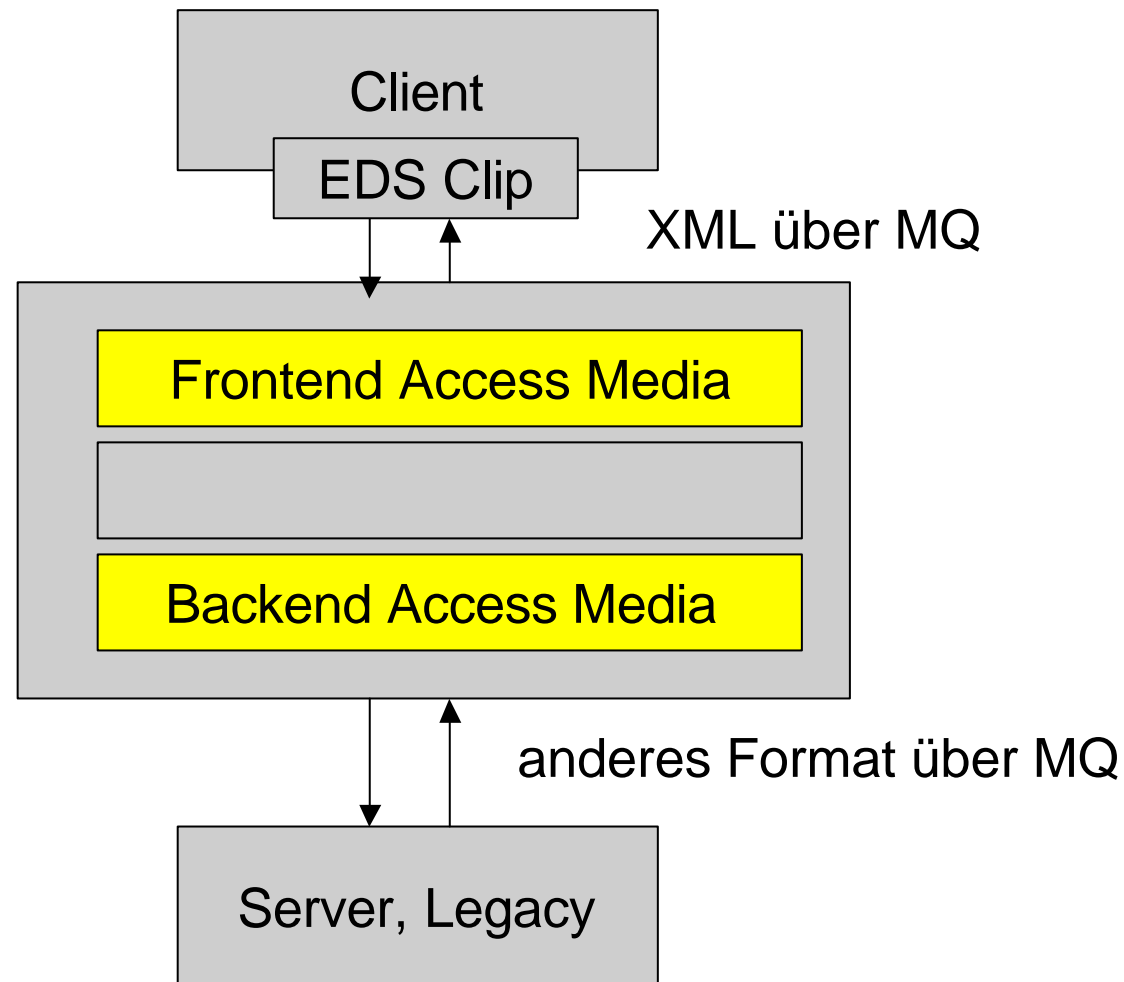 Client
EDS Clip
XML über MQ
Frontend Access Media
Backend Access Media
anderes Format über MQ
Server, Legacy